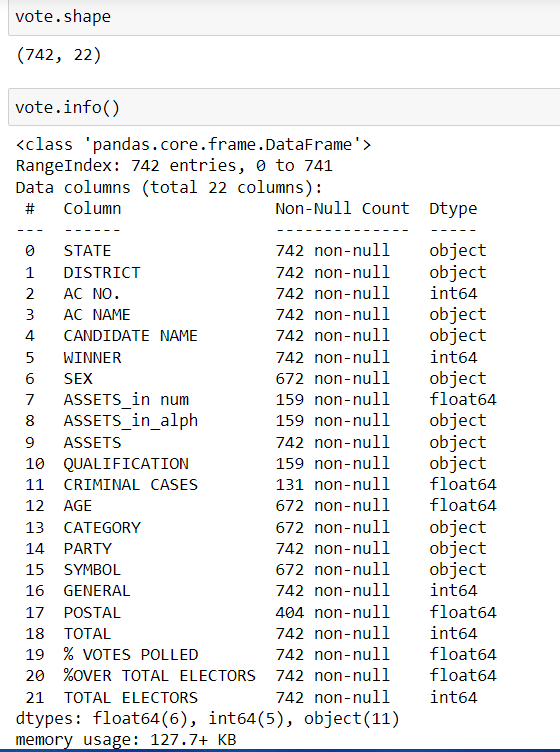 vote.shape
(742, 22)
vote.info()
<class 'pandas.core.frame.DataFrame'>
RangeIndex: 742 entries, 0 to 741
Data columns (total 22 columns):
 #   Column               Non-Null Count  Dtype
---  ------               --------------  -----
 0   STATE                742 non-null    object
 1   DISTRICT             742 non-null    object
 2   AC NO.               742 non-null    int64
 3   AC NAME              742 non-null    object
 4   CANDIDATE NAME       742 non-null    object
 5   WINNER               742 non-null    int64
 6   SEX                  672 non-null    object
 7   ASSETS_in num        159 non-null    float64
 8   ASSETS_in_alph       159 non-null    object
 9   ASSETS               742 non-null    object
 10  QUALIFICATION        159 non-null    object
 11  CRIMINAL CASES       131 non-null    float64
 12  AGE                  672 non-null    float64
 13  CATEGORY             672 non-null    object
 14  PARTY                742 non-null    object
 15  SYMBOL               672 non-null    object
 16  GENERAL              742 non-null    int64
 17  POSTAL               404 non-null    float64
 18  TOTAL                742 non-null    int64
 19  % VOTES POLLED       742 non-null    float64
 20  %OVER TOTAL ELECTORS 742 non-null    float64
 21  TOTAL ELECTORS       742 non-null    int64
dtypes: float64(6), int64(5), object(11)
memory usage: 127.7+ KB